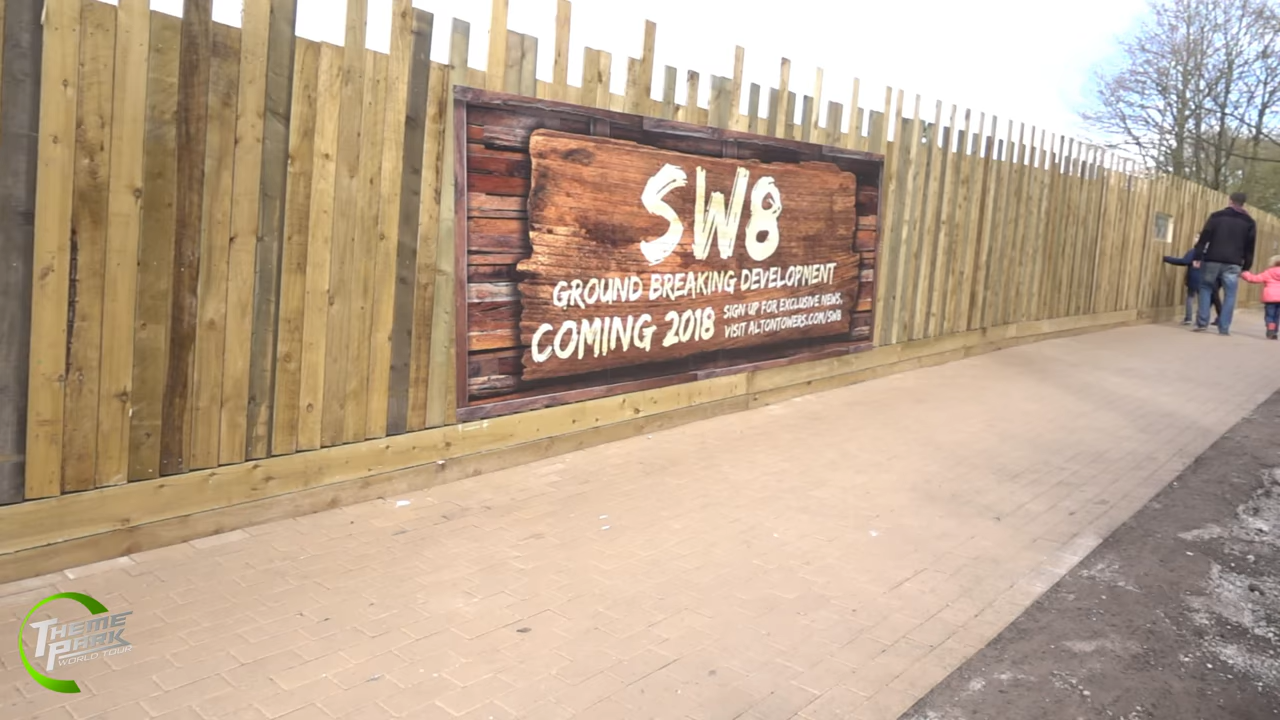 SW8
GROUND BREAKING DEVELOPMENT
COMING 2018
SIGN UP FOR EXCLUSIVE NEWS,
VISIT ALTONTOWERS.COM/SW8
THEME
PARK
WORLD TOUR